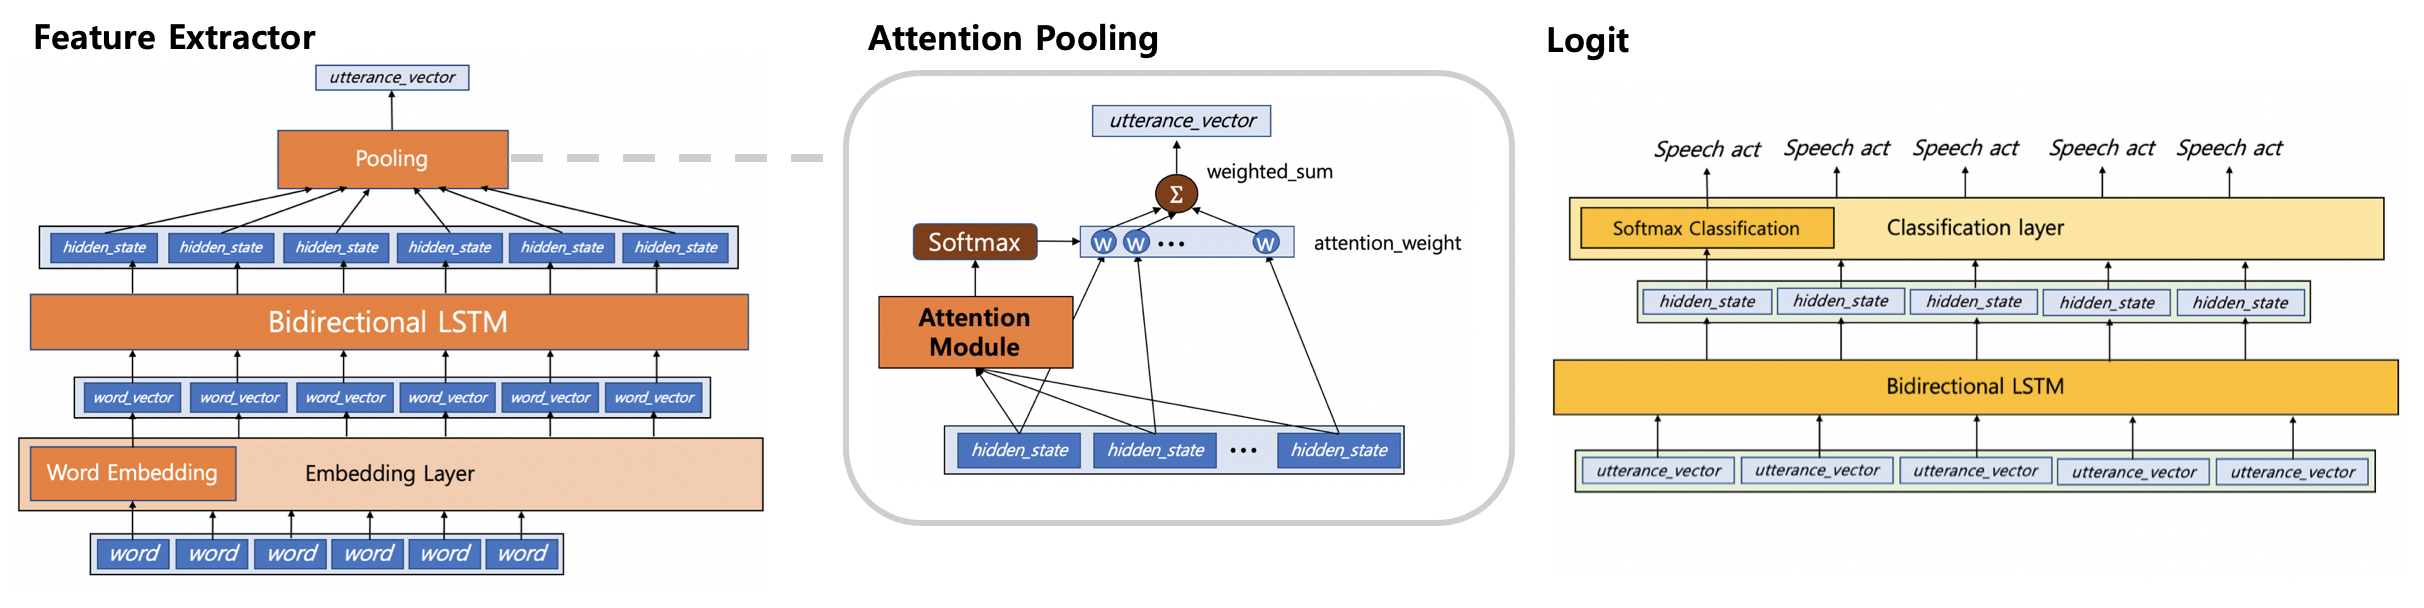 Feature Extractor
utterance_vector
Pooling
hidden_state hidden_state hidden_state hidden_state hidden_state hidden_state
Bidirectional LSTM
word_vector word_vector word_vector word_vector word_vector word_vector
Word Embedding
Embedding Layer
word word word word word word
Attention Pooling
utterance_vector
weighted_sum
Σ
Softmax
w w ••• w
attention_weight
Attention
Module
hidden_state hidden_state ••• hidden_state
Logit
Speech act Speech act Speech act Speech act Speech act
Softmax Classification
Classification layer
hidden_state hidden_state hidden_state hidden_state hidden_state
Bidirectional LSTM
utterance_vector utterance_vector utterance_vector utterance_vector utterance_vector